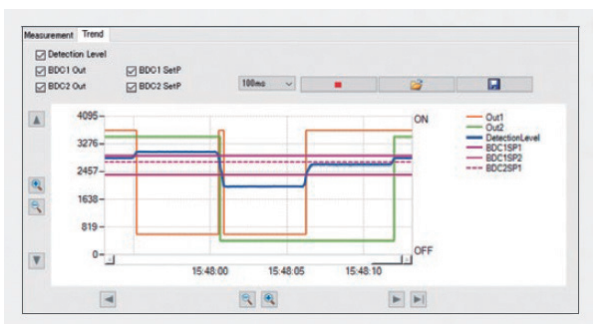 Measurement Trend
Detection Level
BDC1 Out BDC1 SetP
BDC2 Out BDC2 SetP
100ms
4095
3276
2457
1638
819
0
ON
OFF
15:48:00 15:48:05 15:48:10
Out1
Out2
DetectionLevel
BDC1SP1
BDC1SP2
BDC2SP1